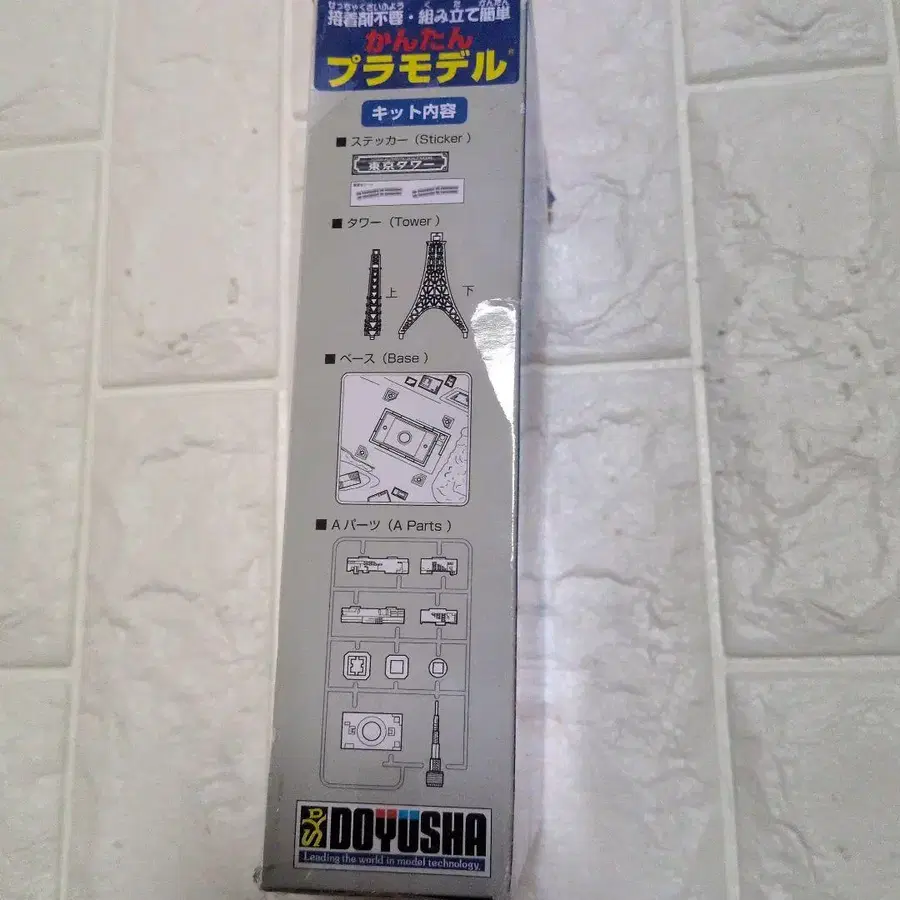 せっちゃくざいふよう く た かんたん
接着剤不要・組み立て簡単
かんたん
プラモデル®
キット内容
■ ステッカー（Sticker）
東京タワー
■ タワー（Tower）
上 下
■ ベース（Base）
■ A パーツ（A Parts）
SYD DOYUSHA
Leading the world in model technology.